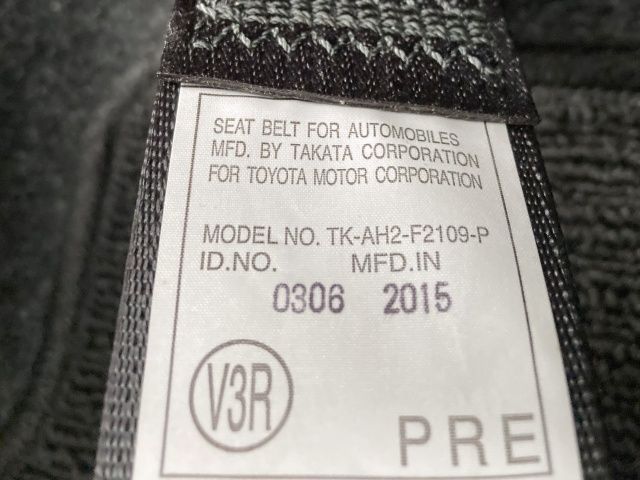 SEAT BELT FOR AUTOMOBILES
MFD. BY TAKATA CORPORATION
FOR TOYOTA MOTOR CORPORATION
MODEL NO. TK-AH2-F2109-P
ID.NO. MFD.IN
0306 2015
V3R
PRE